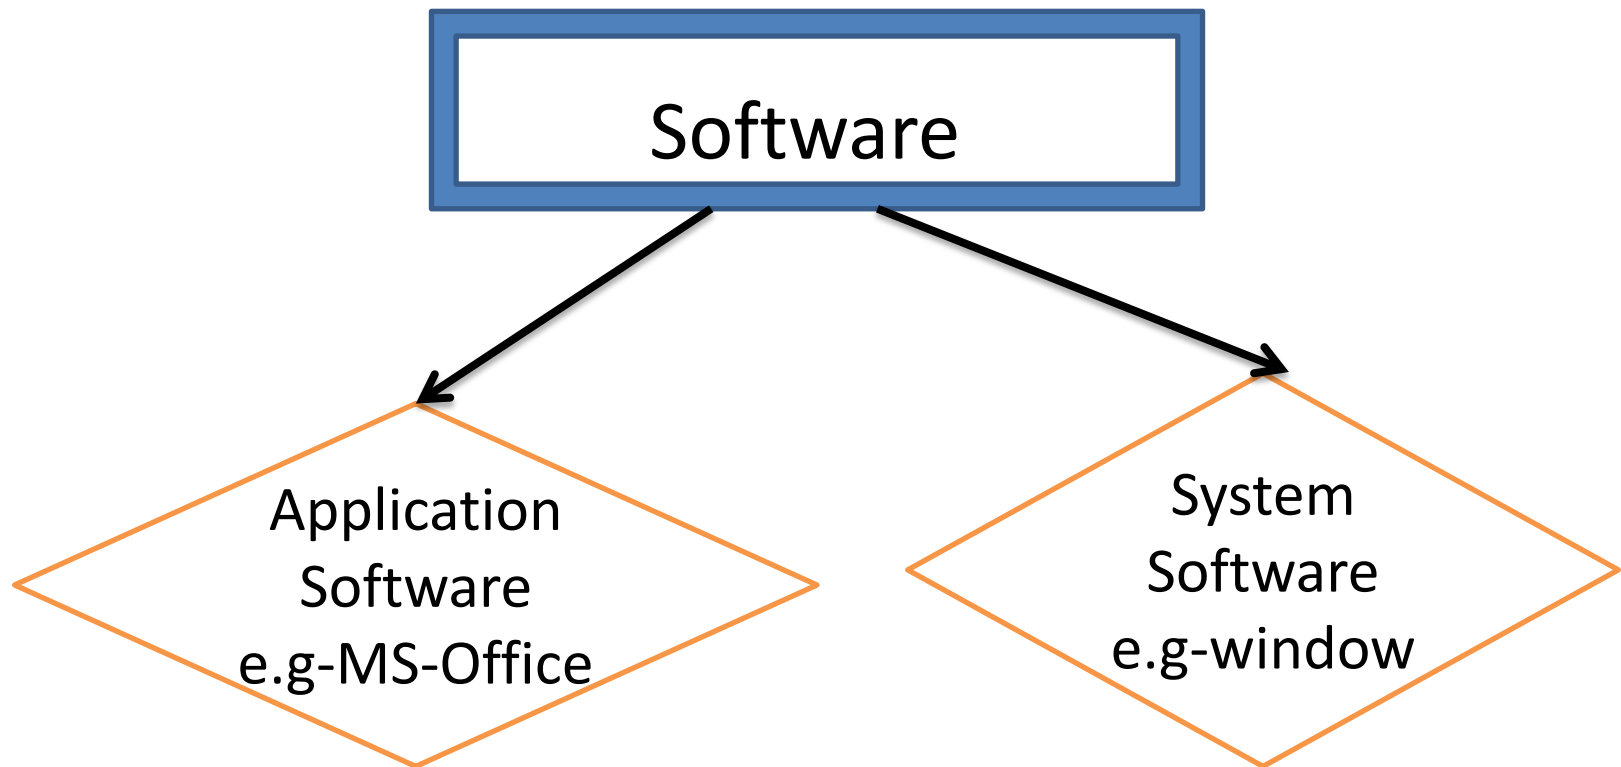 Software
Application
Software
e.g-MS-Office
System
Software
e.g-window